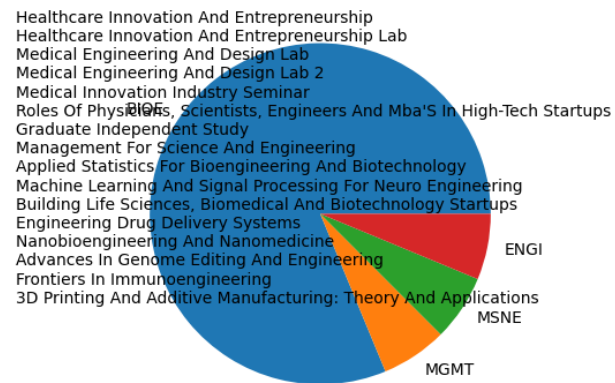 Healthcare Innovation And Entrepreneurship
Healthcare Innovation And Entrepreneurship Lab
Medical Engineering And Design Lab
Medical Engineering And Design Lab 2
Medical Innovation Industry Seminar
Roles Of Physicians, Scientists, Engineers And Mba'S In High-Tech Startups
BIOE
Graduate Independent Study
Management For Science And Engineering
Applied Statistics For Bioengineering And Biotechnology
Machine Learning And Signal Processing For Neuro Engineering
Building Life Sciences, Biomedical And Biotechnology Startups
Engineering Drug Delivery Systems
Nanobioengineering And Nanomedicine
Advances In Genome Editing And Engineering
Frontiers In Immunoengineering
3D Printing And Additive Manufacturing: Theory And Applications
ENGI
MSNE
MGMT